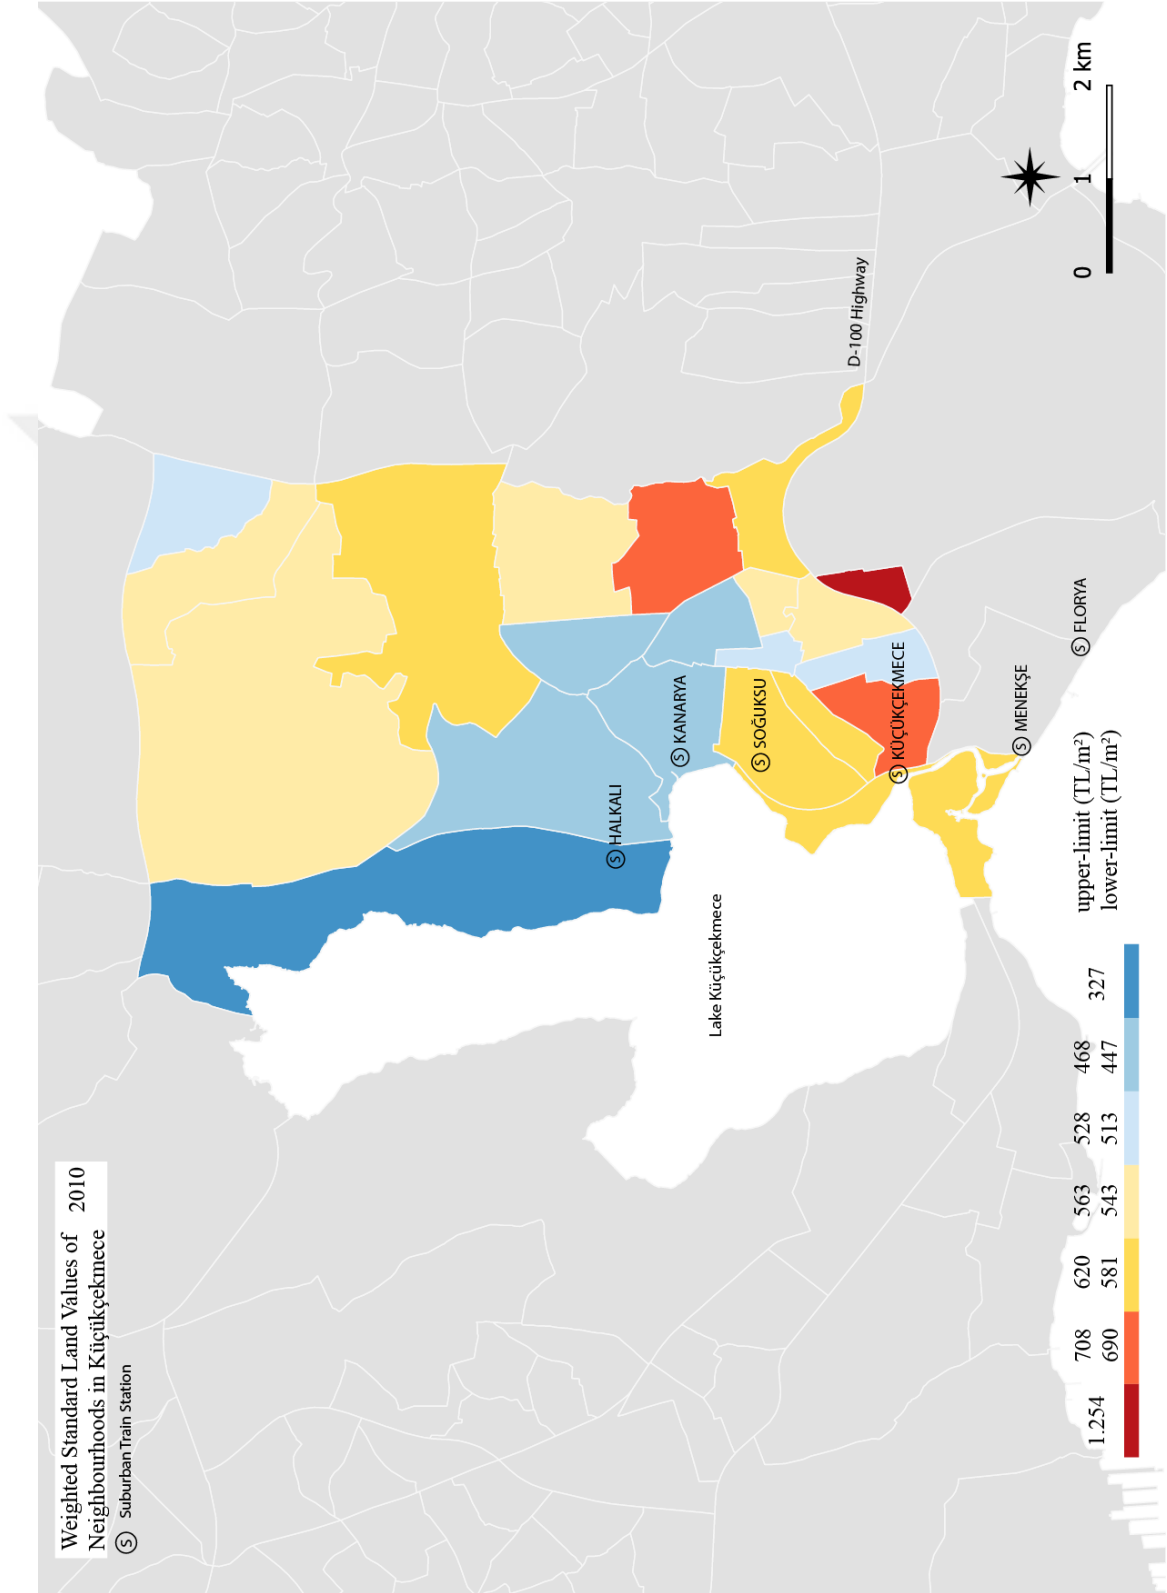 Weighted Standard Land Values of 2010
Neighbourhoods in Küçükçekmece
S Suburban Train Station
S HALKALI
S KANARYA
Lake Küçükçekmece
S SOĞUKSU
D-100 Highway
S KÜÇÜKÇEKMECE
S MENEKŞE
S FLORYA
0 1 2 km
708 620 563 528 468 upper-limit (TL/m²)
1.254 690 581 543 513 447 327 lower-limit (TL/m²)